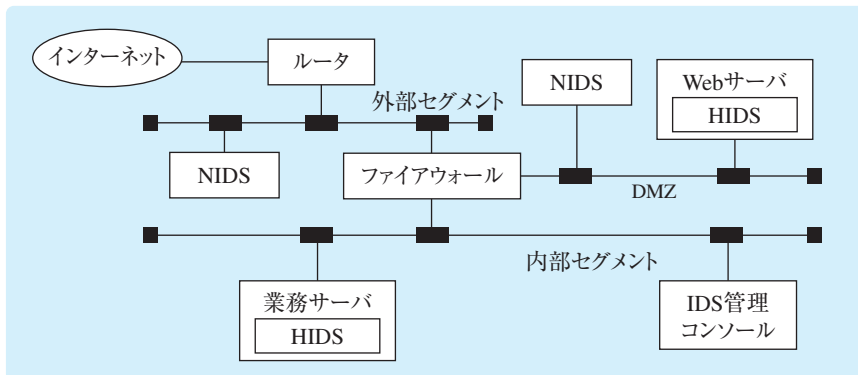 インターネット
ルータ
外部セグメント
NIDS
Webサーバ
HIDS
NIDS
ファイアウォール
DMZ
内部セグメント
業務サーバ
HIDS
IDS管理
コンソール